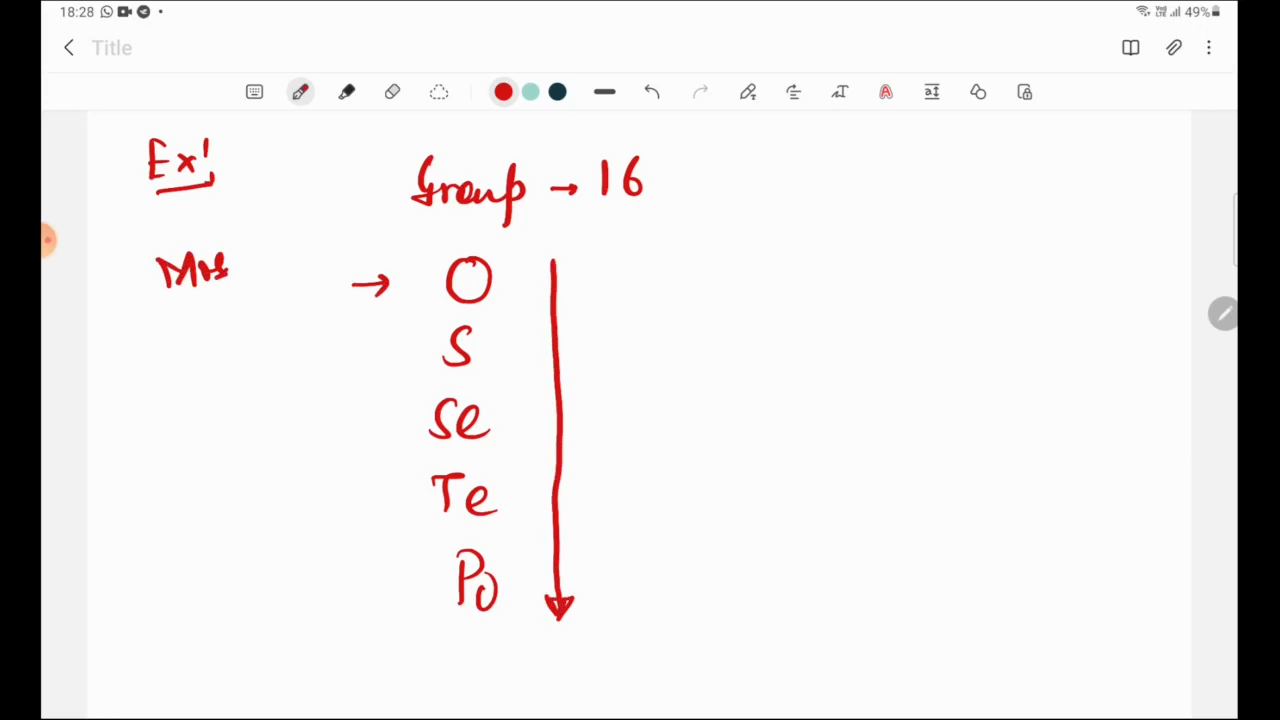 18:28
49%
Title
Ex'
Group → 16
→ O
S
Se
Te
Po